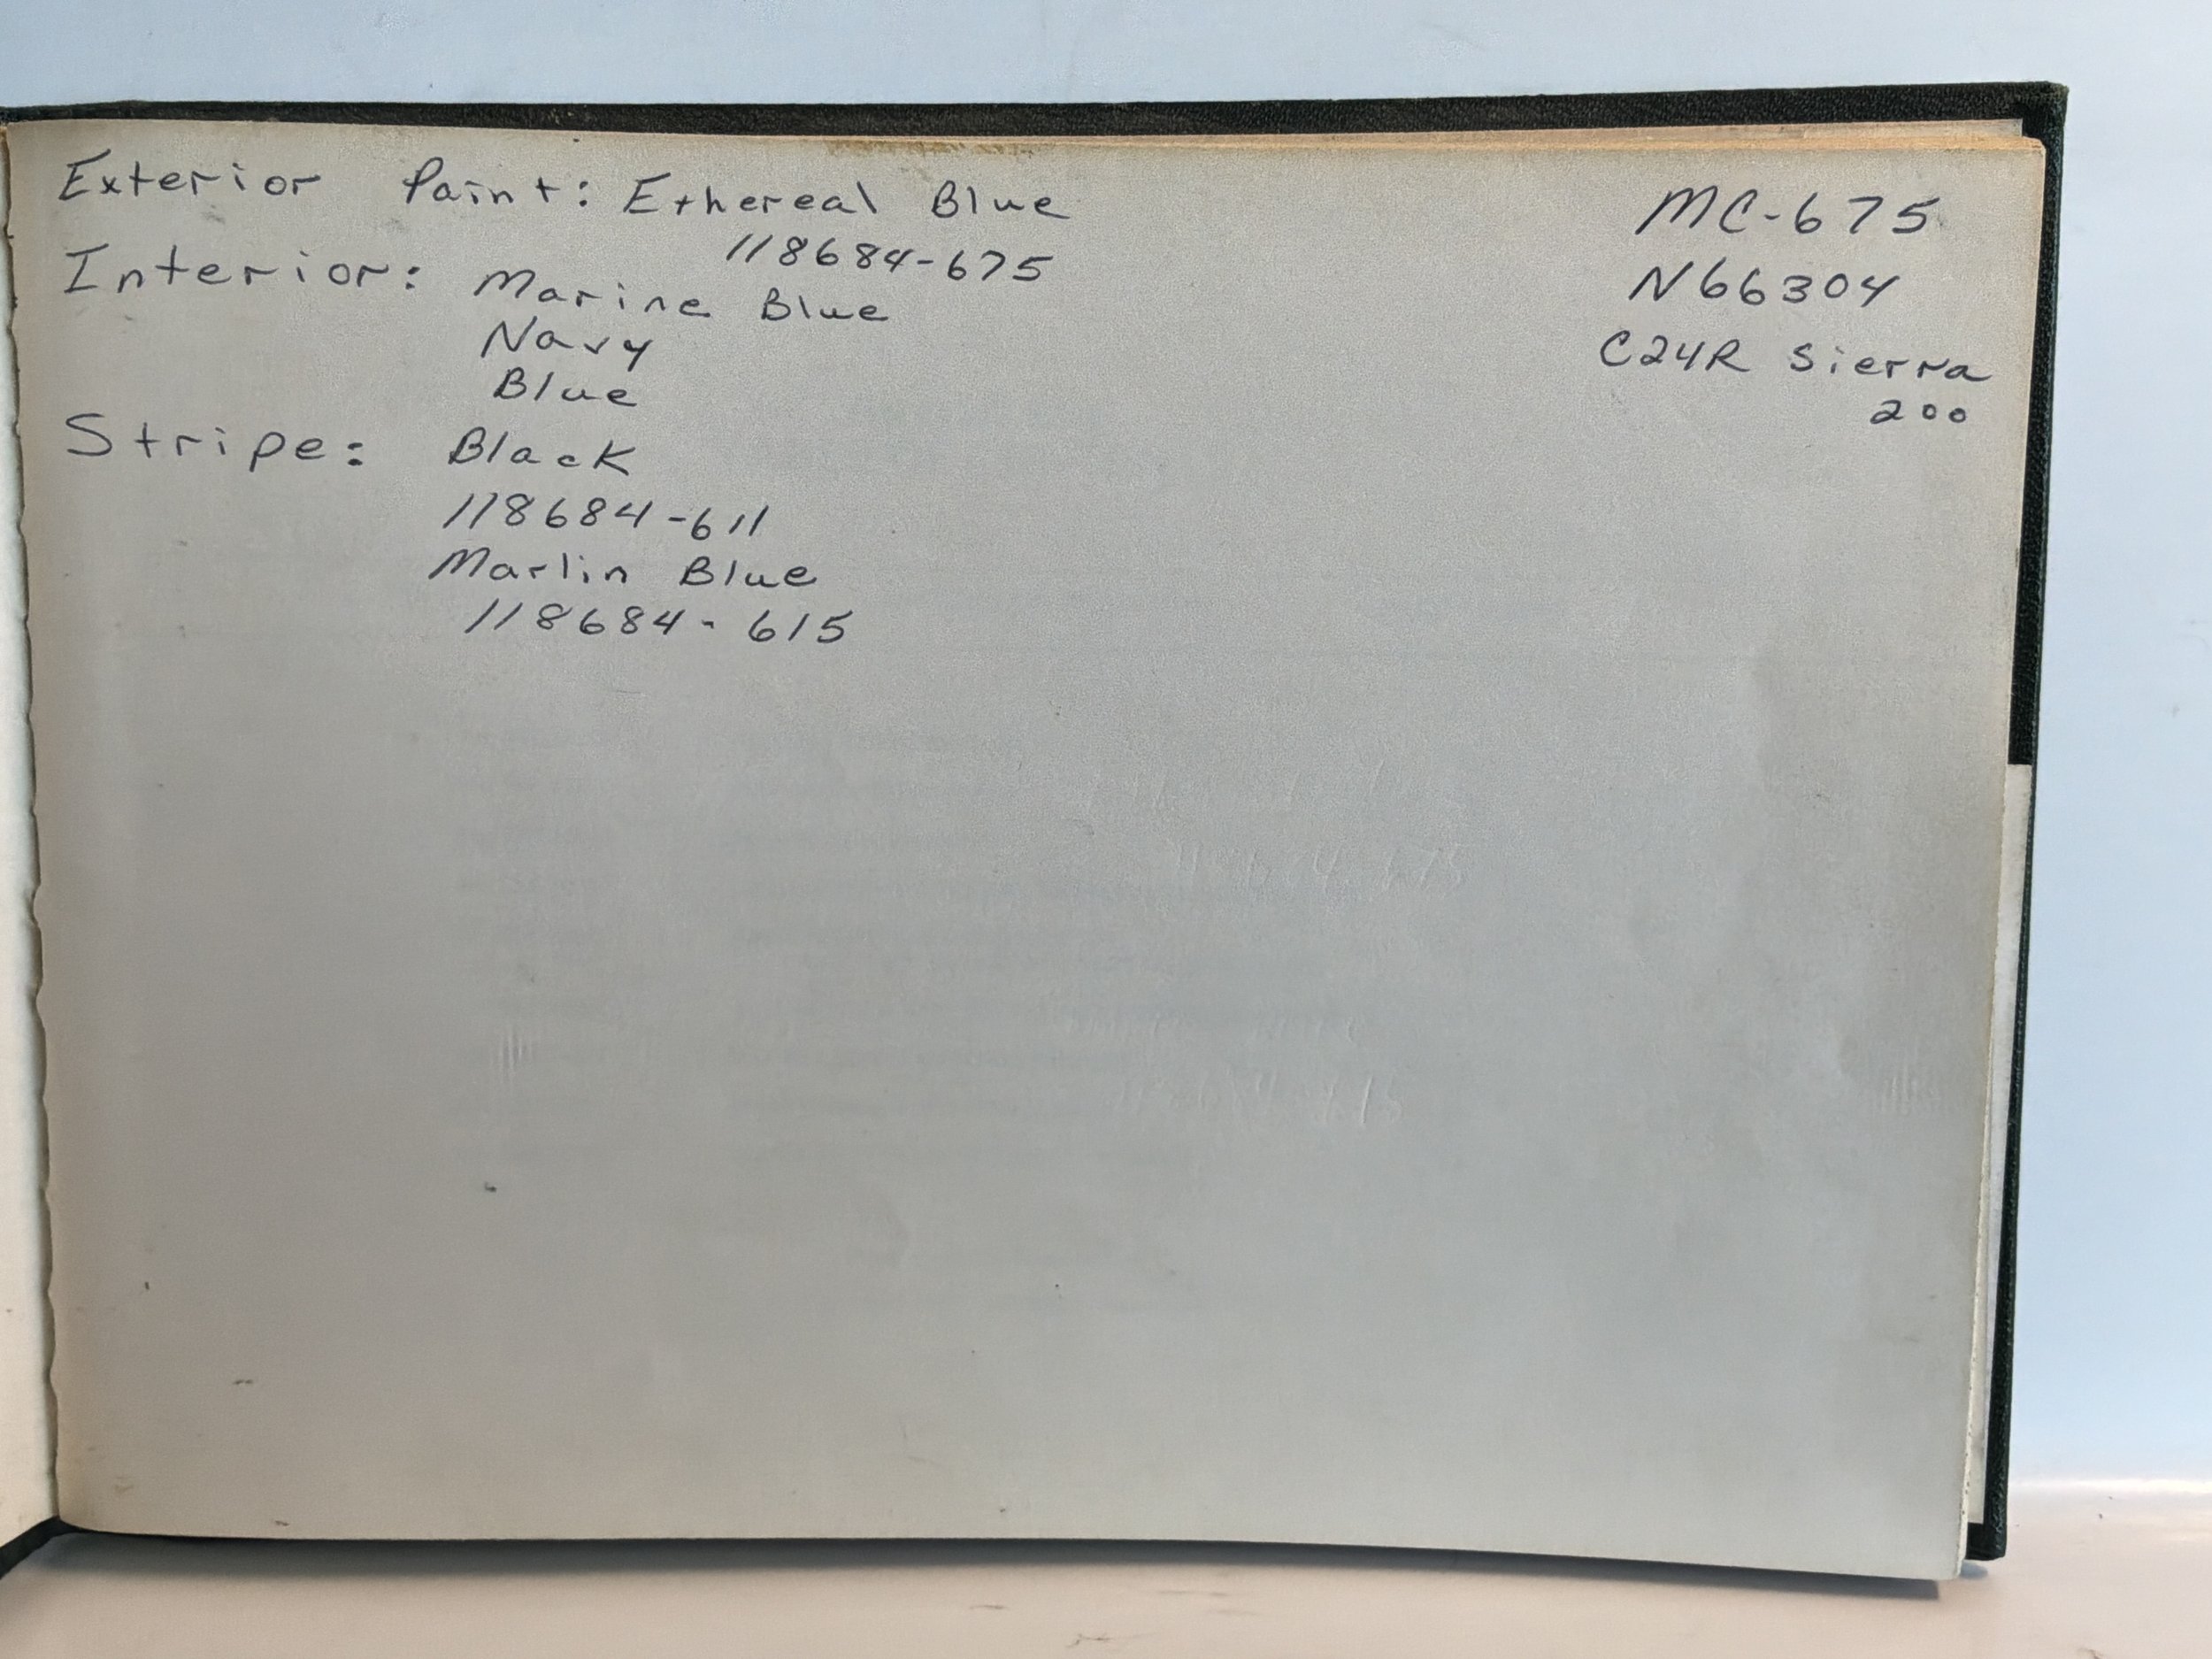 Exterior Paint: Ethereal Blue
118684-675
Interior: Marine Blue
Navy
Blue
Stripe: Black
118684-611
Marlin Blue
118684-615
MC-675
N66304
C24R Sierra
200